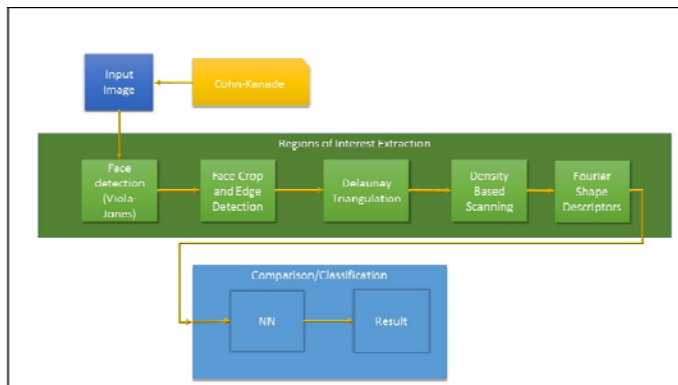 Input
Image
Cohn-Kanade
Regions of Interest Extraction
Face
detection
(Viola-
Jones)
Face Crop
and Edge
Detection
Delaunay
Triangulation
Density
Based
Scanning
Fourier
Shape
Descriptors
Comparison/Classification
NN
Result